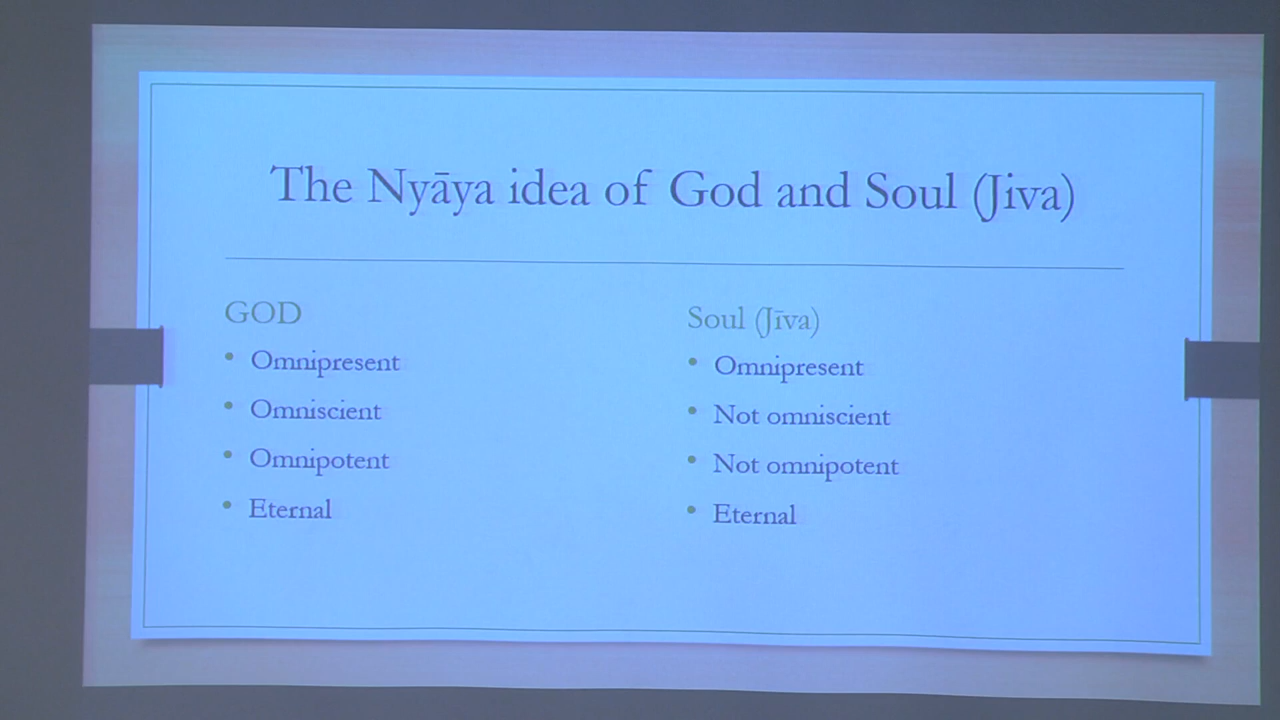 The Nyāya idea of God and Soul (Jiva)
GOD
• Omnipresent
• Omniscient
• Omnipotent
• Eternal
Soul (Jīva)
• Omnipresent
• Not omniscient
• Not omnipotent
• Eternal